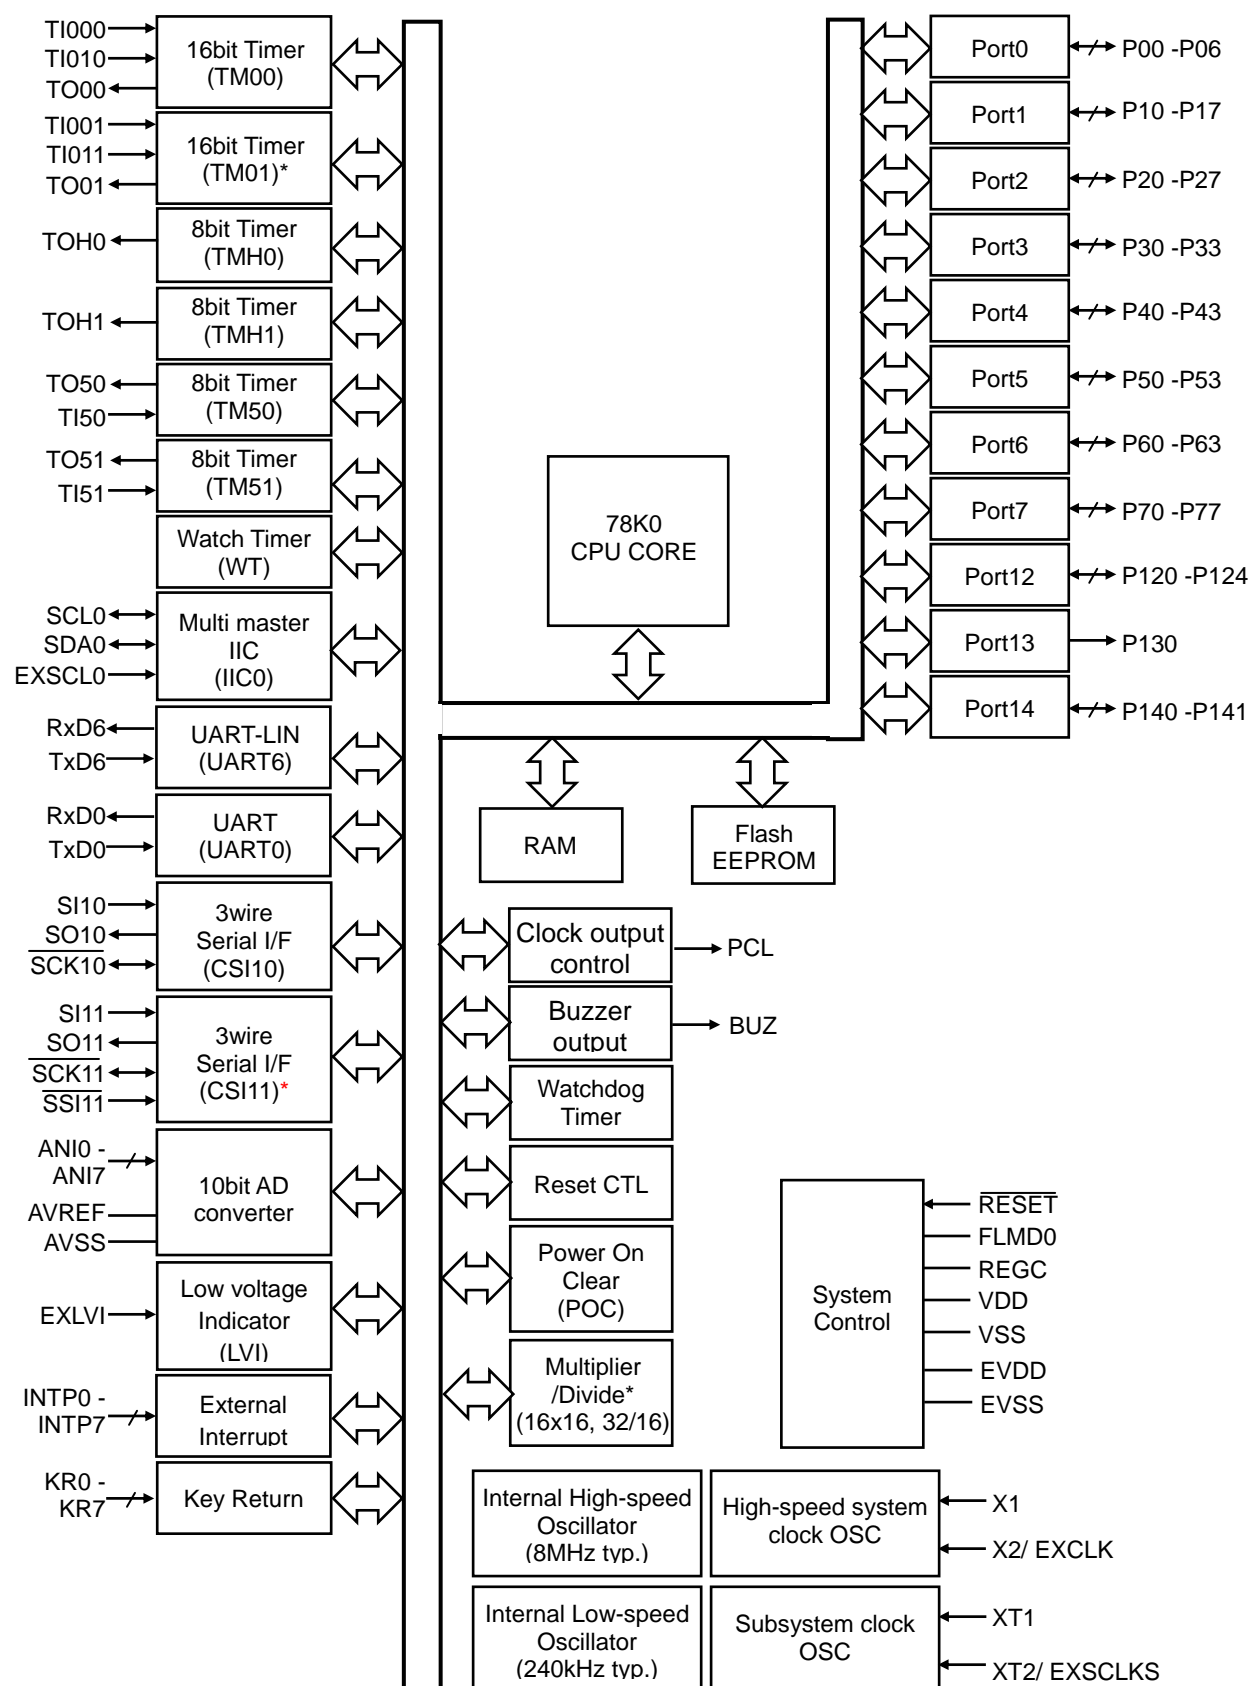 TI000
TI010
TO00
16bit Timer
(TM00)
TI001
TI011
TO01
16bit Timer
(TM01)*
TOH0
8bit Timer
(TMH0)
TOH1
8bit Timer
(TMH1)
TO50
TI50
8bit Timer
(TM50)
TO51
TI51
8bit Timer
(TM51)
Watch Timer
(WT)
SCL0
SDA0
EXSCL0
Multi master
IIC
(IIC0)
RxD6
TxD6
UART-LIN
(UART6)
RxD0
TxD0
UART
(UART0)
SI10
SO10
SCK10
3wire
Serial I/F
(CSI10)
SI11
SO11
SCK11
SSI11
3wire
Serial I/F
(CSI11)*
ANI0 -
ANI7
AVREF
AVSS
10bit AD
converter
EXLVI
Low voltage
Indicator
(LVI)
INTP0 -
INTP7
External
Interrupt
KR0 -
KR7
Key Return
78K0
CPU CORE
RAM
Flash
EEPROM
Clock output
control
PCL
Buzzer
output
BUZ
Watchdog
Timer
Reset CTL
Power On
Clear
(POC)
Multiplier
/Divide*
(16x16, 32/16)
Internal High-speed
Oscillator
(8MHz typ.)
Internal Low-speed
Oscillator
(240kHz typ.)
Port0
P00 -P06
Port1
P10 -P17
Port2
P20 -P27
Port3
P30 -P33
Port4
P40 -P43
Port5
P50 -P53
Port6
P60 -P63
Port7
P70 -P77
Port12
P120 -P124
Port13
P130
Port14
P140 -P141
System
Control
RESET
FLMD0
REGC
VDD
VSS
EVDD
EVSS
High-speed system
clock OSC
X1
X2/ EXCLK
Subsystem clock
OSC
XT1
XT2/ EXSCLKS